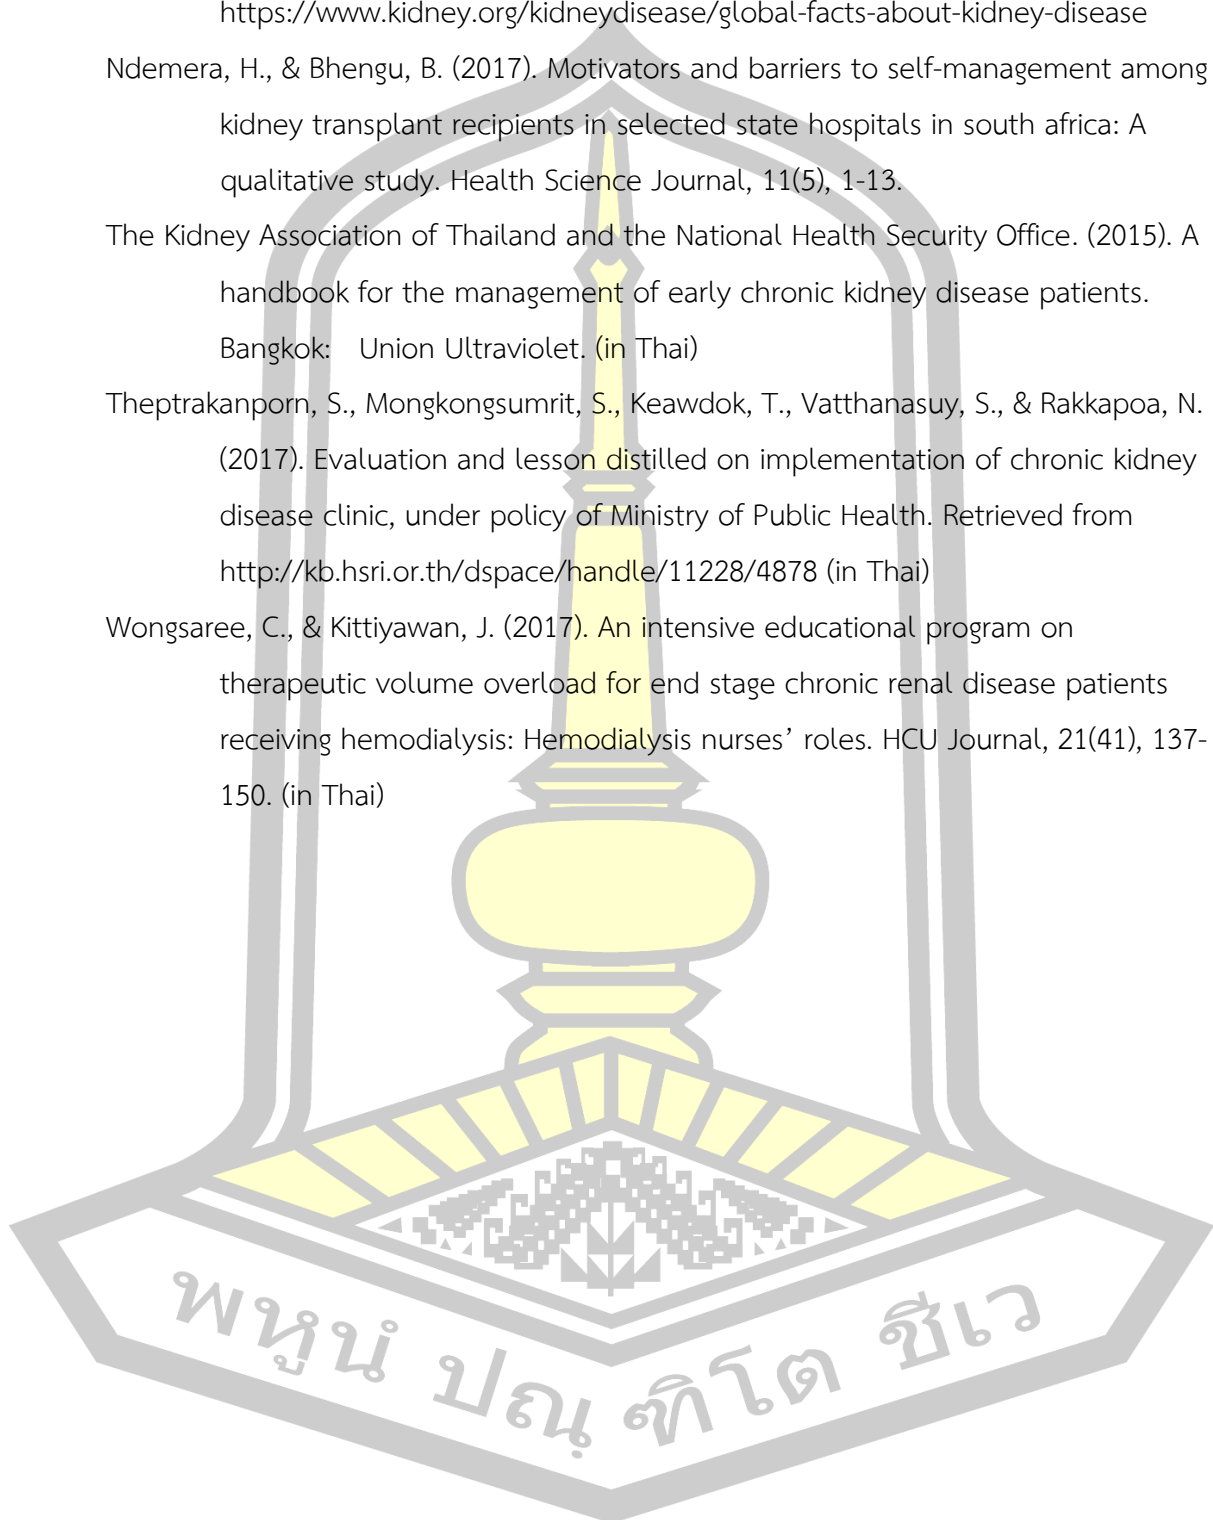 https://www.kidney.org/kidneydisease/global-facts-about-kidney-disease
Ndemera, H., & Bhengu, B. (2017). Motivators and barriers to self-management among
kidney transplant recipients in selected state hospitals in south africa: A
qualitative study. Health Science Journal, 11(5), 1-13.
The Kidney Association of Thailand and the National Health Security Office. (2015). A
handbook for the management of early chronic kidney disease patients.
Bangkok: Union Ultraviolet. (in Thai)
Theptrakanporn, S., Mongkongsumrit, S., Keawdok, T., Vatthanasuy, S., & Rakkapoa, N.
(2017). Evaluation and lesson distilled on implementation of chronic kidney
disease clinic, under policy of Ministry of Public Health. Retrieved from
http://kb.hsri.or.th/dspace/handle/11228/4878 (in Thai)
Wongsaree, C., & Kittiyawan, J. (2017). An intensive educational program on
therapeutic volume overload for end stage chronic renal disease patients
receiving hemodialysis: Hemodialysis nurses’ roles. HCU Journal, 21(41), 137-
150. (in Thai)
พหูนํ ปณฺฑิโต ชีเว